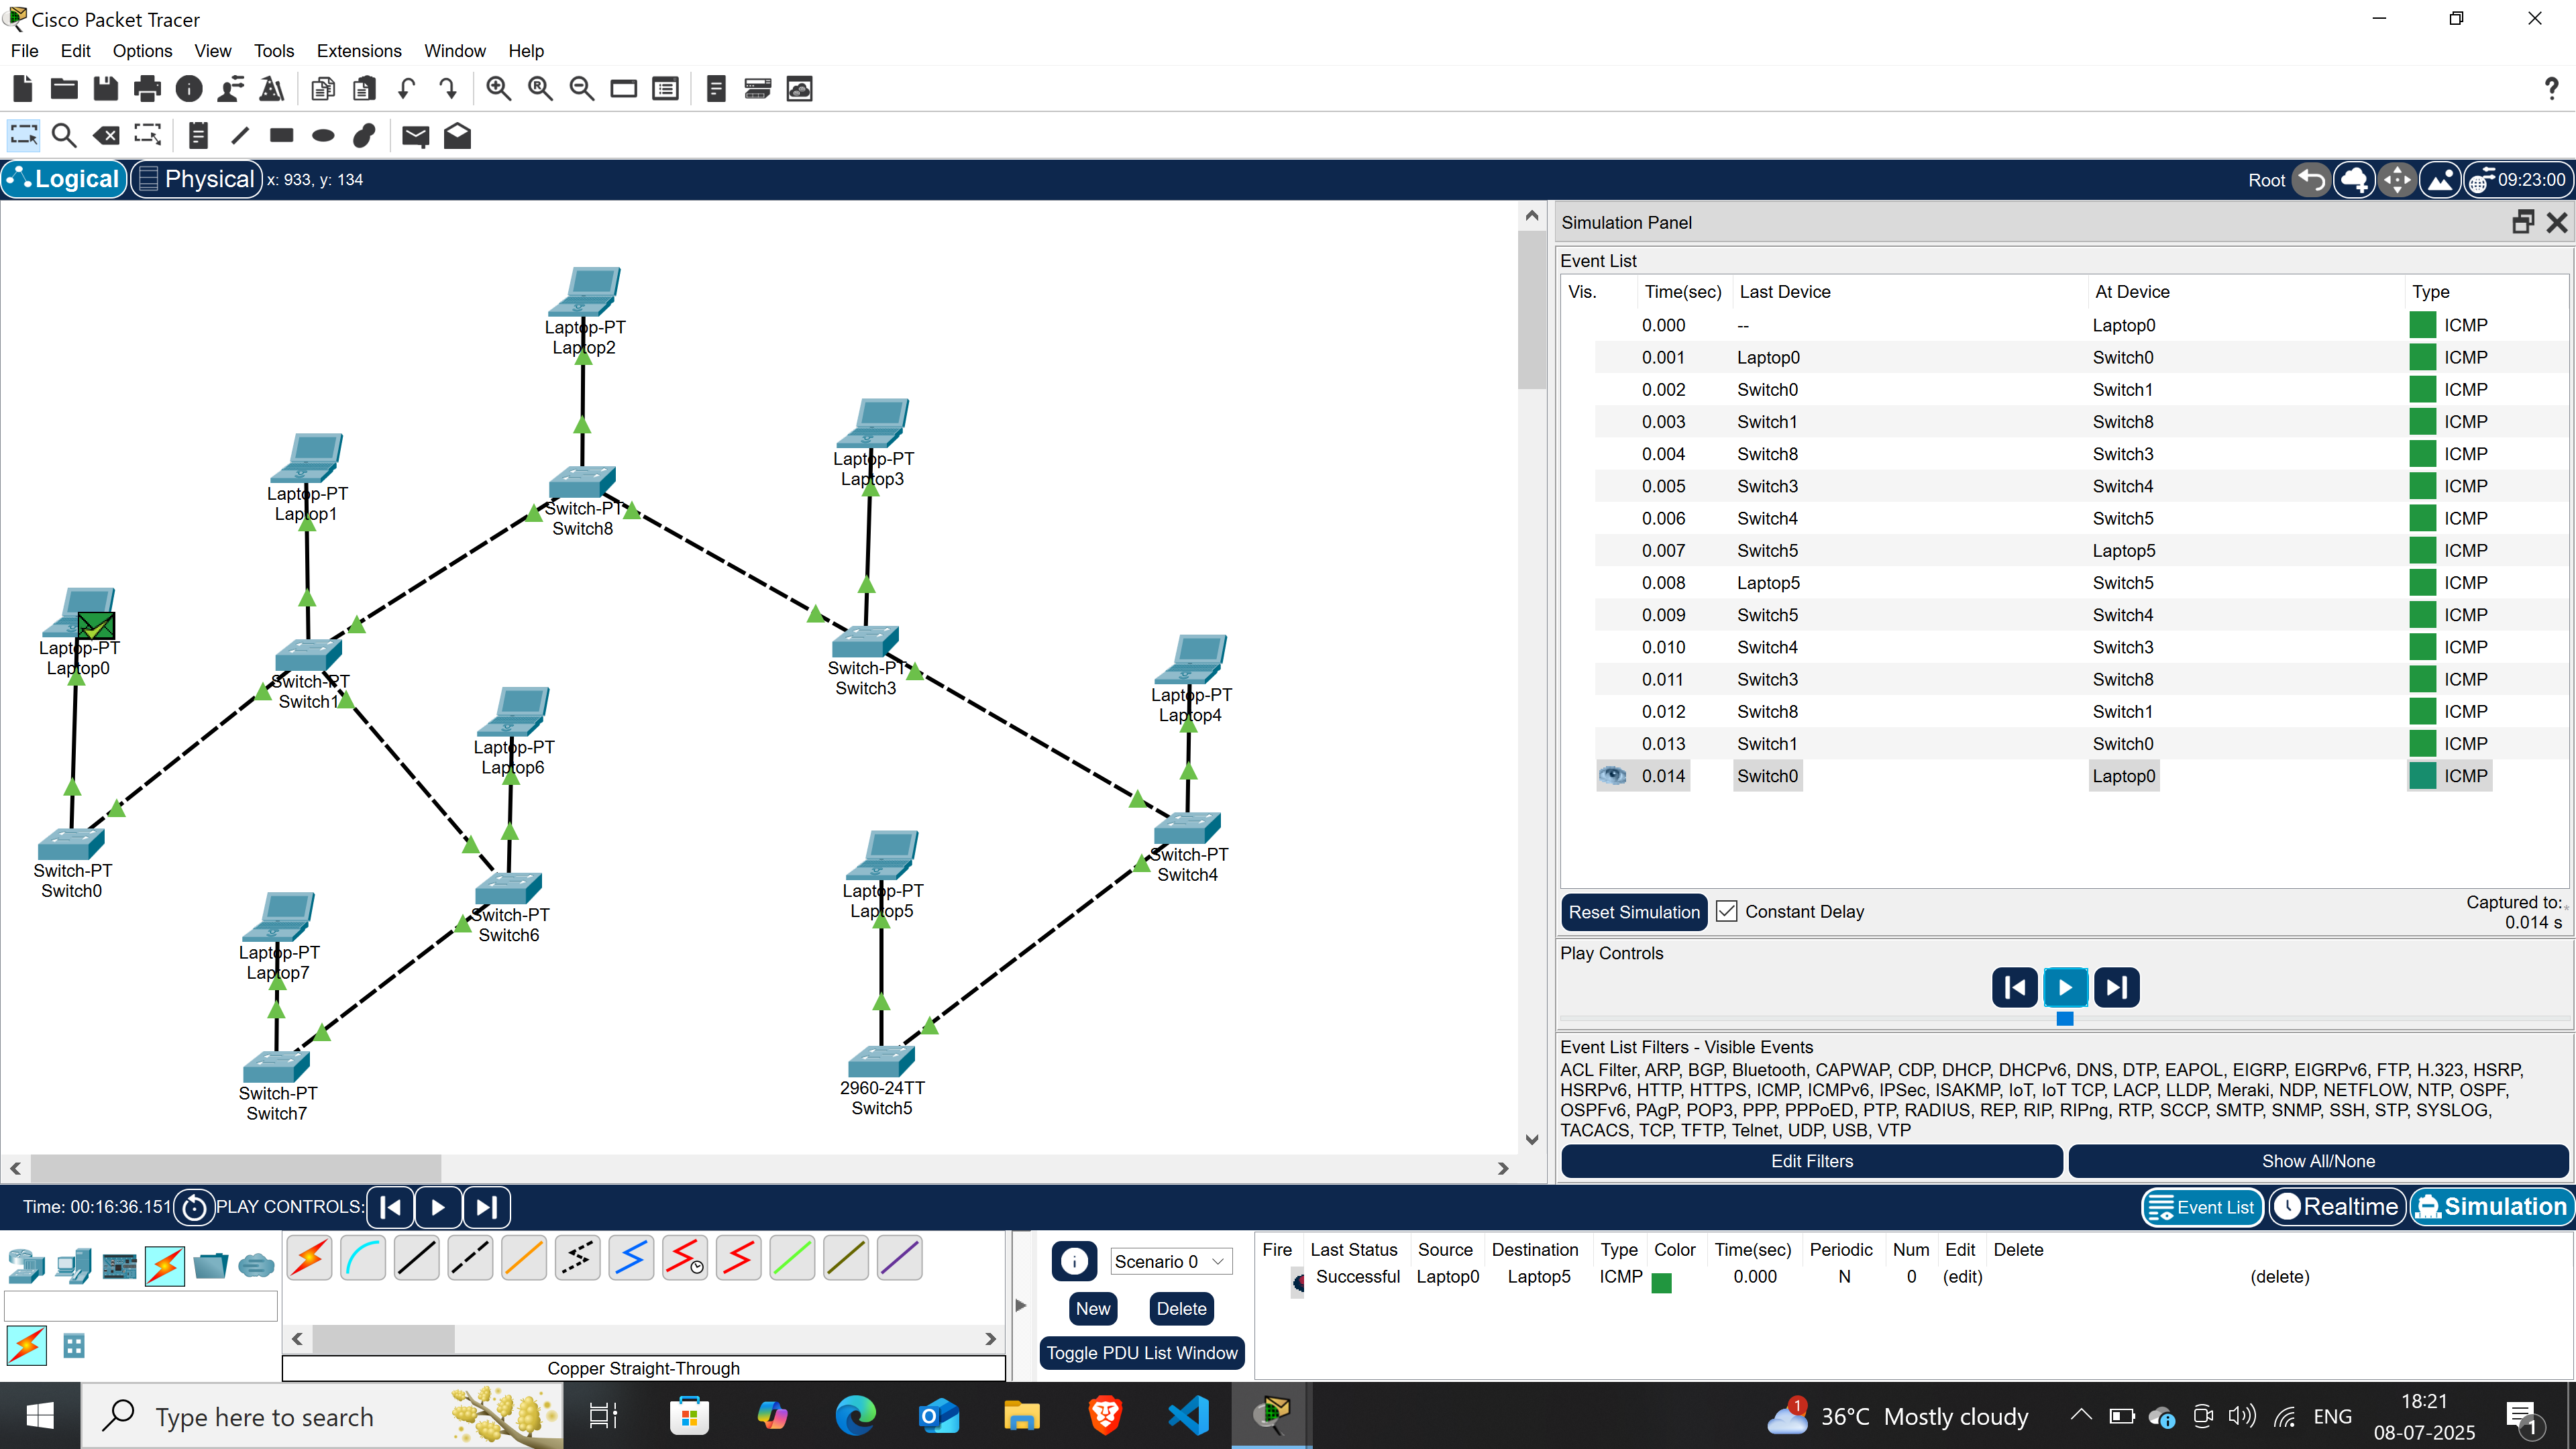 Cisco Packet Tracer
File Edit Options View Tools Extensions Window Help
Logical Physical x: 933, y: 134 Root 09:23:00
Laptop-PT
Laptop2
Laptop-PT
Laptop3
Laptop-PT
Laptop1
Switch-PT
Switch8
Laptop-PT
Laptop0
Switch-PT
Switch1
Switch-PT
Switch3
Laptop-PT
Laptop4
Laptop-PT
Laptop6
Switch-PT
Switch0
Switch-PT
Switch4
Laptop-PT
Laptop5
Switch-PT
Switch6
Laptop-PT
Laptop7
Switch-PT
Switch7
2960-24TT
Switch5
Simulation Panel
Event List
Vis. Time(sec) Last Device At Device Type
0.000 -- Laptop0 ICMP
0.001 Laptop0 Switch0 ICMP
0.002 Switch0 Switch1 ICMP
0.003 Switch1 Switch8 ICMP
0.004 Switch8 Switch3 ICMP
0.005 Switch3 Switch4 ICMP
0.006 Switch4 Switch5 ICMP
0.007 Switch5 Laptop5 ICMP
0.008 Laptop5 Switch5 ICMP
0.009 Switch5 Switch4 ICMP
0.010 Switch4 Switch3 ICMP
0.011 Switch3 Switch8 ICMP
0.012 Switch8 Switch1 ICMP
0.013 Switch1 Switch0 ICMP
0.014 Switch0 Laptop0 ICMP
Reset Simulation Constant Delay Captured to:*
0.014 s
Play Controls
Event List Filters - Visible Events
ACL Filter, ARP, BGP, Bluetooth, CAPWAP, CDP, DHCP, DHCPv6, DNS, DTP, EAPOL, EIGRP, EIGRPv6, FTP, H.323, HSRP,
HSRPv6, HTTP, HTTPS, ICMP, ICMPv6, IPSec, ISAKMP, IoT, IoT TCP, LACP, LLDP, Meraki, NDP, NETFLOW, NTP, OSPF,
OSPFv6, PAgP, POP3, PPP, PPPoED, PTP, RADIUS, REP, RIP, RIPng, RTP, SCCP, SMTP, SNMP, SSH, STP, SYSLOG,
TACACS, TCP, TFTP, Telnet, UDP, USB, VTP
Edit Filters Show All/None
Time: 00:16:36.151 PLAY CONTROLS: Event List Realtime Simulation
Scenario 0
New Delete
Toggle PDU List Window
Fire Last Status Source Destination Type Color Time(sec) Periodic Num Edit Delete
Successful Laptop0 Laptop5 ICMP 0.000 N 0 (edit) (delete)
Copper Straight-Through
Type here to search
1 36°C Mostly cloudy ENG 18:21
08-07-2025 1